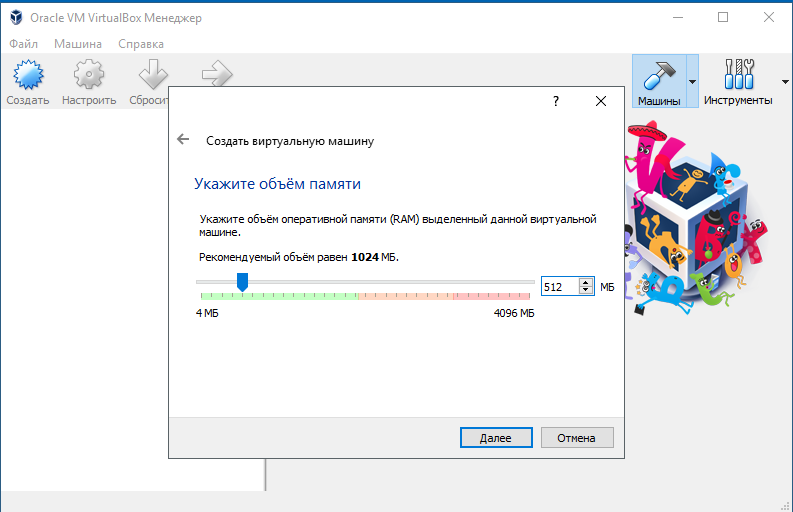 Oracle VM VirtualBox Менеджер
Файл Машина Справка
Создать Настроить Сбросит Машины Инструменты
?
Создать виртуальную машину
Укажите объём памяти
Укажите объём оперативной памяти (RAM) выделенный данной виртуальной
машине.
Рекомендуемый объём равен 1024 МБ.
512 МБ
4 МБ 4096 МБ
Далее Отмена